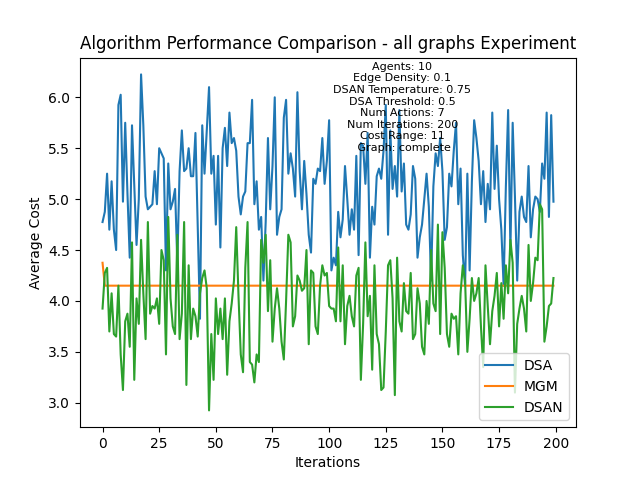 Algorithm Performance Comparison - all graphs Experiment
Agents: 10
Edge Density: 0.1
DSAN Temperature: 0.75
DSA Threshold: 0.5
Num Actions: 7
Num Iterations: 200
Cost Range: 11
Graph: complete
Average Cost
6.0
5.5
5.0
4.5
4.0
3.5
3.0
DSA
MGM
DSAN
0
25
50
75
100
125
150
175
200
Iterations